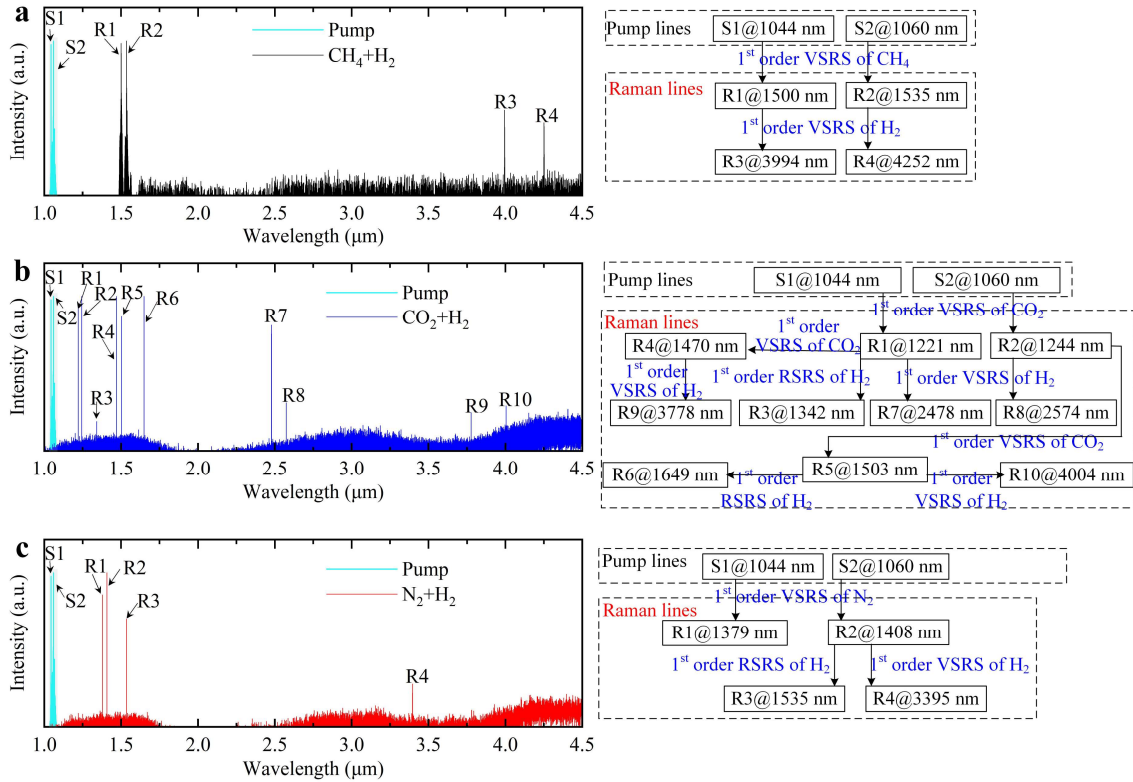 a
S1
S2
R1
R2
Pump
CH₄+H₂
R3
R4
Intensity (a.u.)
1.0 1.5 2.0 2.5 3.0 3.5 4.0 4.5
Wavelength (μm)
Pump lines
S1@1044 nm
S2@1060 nm
1st order VSRS of CH₄
Raman lines
R1@1500 nm
R2@1535 nm
1st order VSRS of H₂
R3@3994 nm
R4@4252 nm
b
S1
S2
R1
R2
R5
R6
R4
R3
Pump
CO₂+H₂
R7
R8
R9
R10
Intensity (a.u.)
1.0 1.5 2.0 2.5 3.0 3.5 4.0 4.5
Wavelength (μm)
Pump lines
S1@1044 nm
S2@1060 nm
1st order VSRS of CO₂
Raman lines
1st order
VSRS of CO₂
R4@1470 nm
R1@1221 nm
R2@1244 nm
1st order
VSRS of H₂
1st order RSRS of H₂
1st order VSRS of H₂
R9@3778 nm
R3@1342 nm
R7@2478 nm
R8@2574 nm
1st order VSRS of CO₂
R6@1649 nm
R5@1503 nm
R10@4004 nm
1st order
RSRS of H₂
1st order
VSRS of H₂
c
S1
S2
R1
R2
R3
Pump
N₂+H₂
R4
Intensity (a.u.)
1.0 1.5 2.0 2.5 3.0 3.5 4.0 4.5
Wavelength (μm)
Pump lines
S1@1044 nm
S2@1060 nm
1st order VSRS of N₂
Raman lines
R1@1379 nm
R2@1408 nm
1st order RSRS of H₂
1st order VSRS of H₂
R3@1535 nm
R4@3395 nm